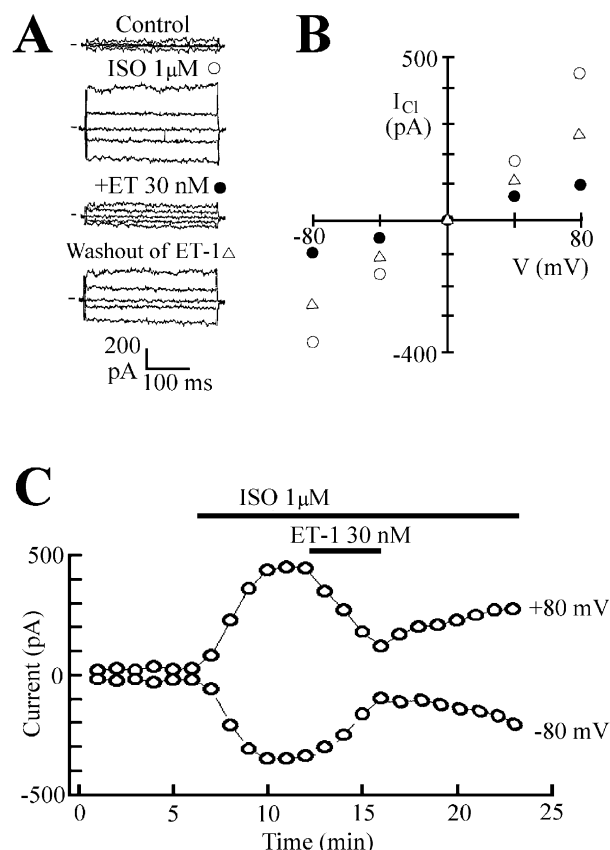 A
Control
ISO 1μM ○
+ET 30 nM ●
Washout of ET-1 △
200
pA
100 ms
B
500
I_Cl
(pA)
-80
80
V (mV)
-400
C
ISO 1μM
ET-1 30 nM
500
+80 mV
Current (pA)
0
-80 mV
-500
0 5 10 15 20 25
Time (min)